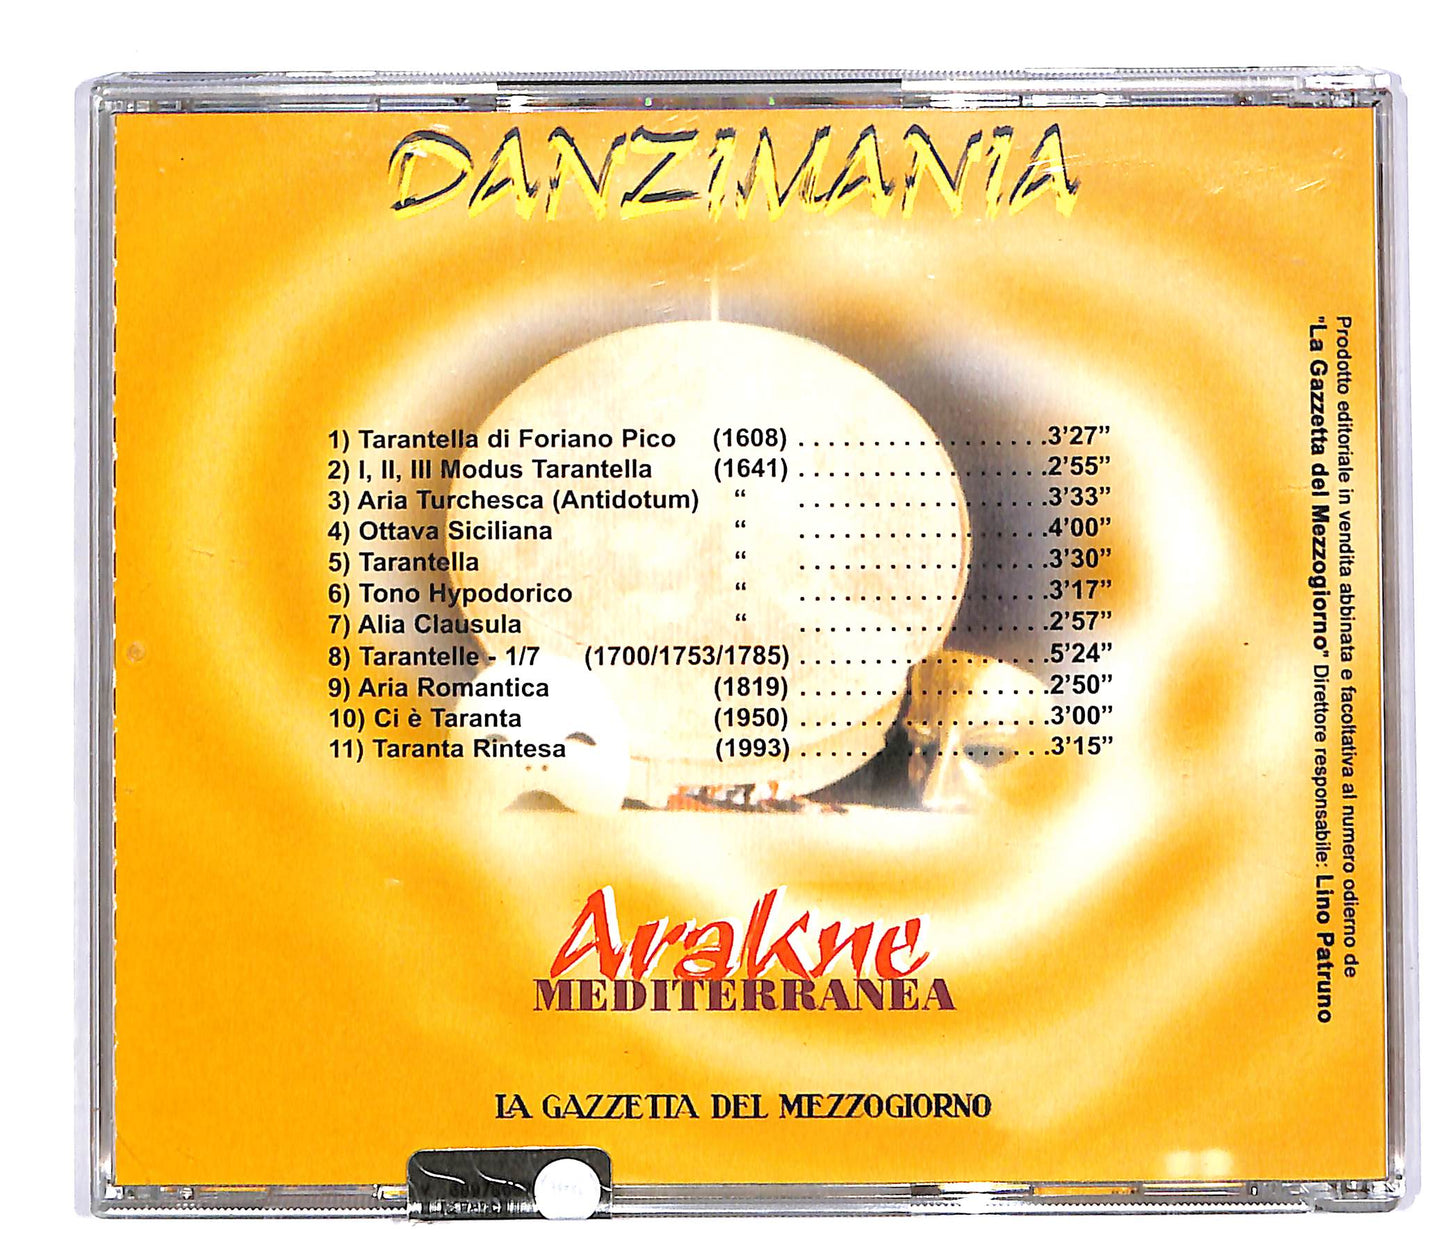 DANZIMANIA
1) Tarantella di Foriano Pico (1608) . . . . . . . . . . . . . . . . .3’27”
2) I, II, III Modus Tarantella (1641) . . . . . . . . . . . . . . . . .2’55”
3) Aria Turchesca (Antidotum) “ . . . . . . . . . . . . . . . . .3’33”
4) Ottava Siciliana “ . . . . . . . . . . . . . . . . .4’00”
5) Tarantella “ . . . . . . . . . . . . . . . . .3’30”
6) Tono Hypodorico “ . . . . . . . . . . . . . . . . .3’17”
7) Alia Clausula “ . . . . . . . . . . . . . . . . .2’57”
8) Tarantelle - 1/7 (1700/1753/1785) . . . . . . . . . . . . . . . . .5’24”
9) Aria Romantica (1819) . . . . . . . . . . . . . . . . .2’50”
10) Ci è Taranta (1950) . . . . . . . . . . . . . . . . .3’00”
11) Taranta Rintesa (1993) . . . . . . . . . . . . . . . . .3’15”
Arakne
MEDITERRANEA
LA GAZZETTA DEL MEZZOGIORNO
Prodotto editoriale in vendita abbinata e facoltativa al numero odierno de
"La Gazzetta del Mezzogiorno" Direttore responsabile: Lino Patruno